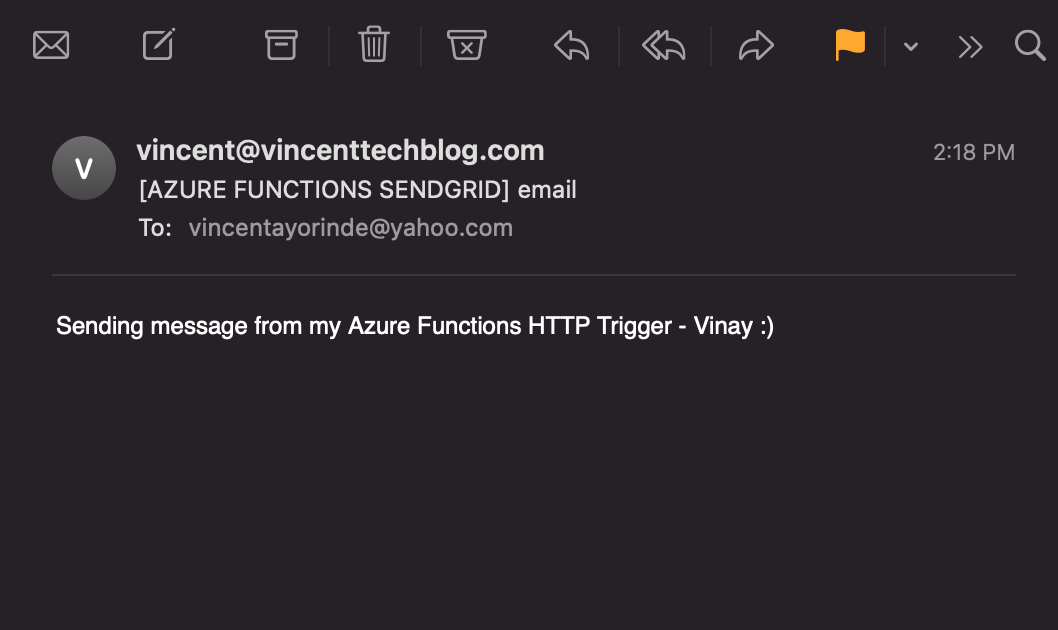 V
vincent@vincenttechblog.com
2:18 PM
[AZURE FUNCTIONS SENDGRID] email
To: vincentayorinde@yahoo.com
Sending message from my Azure Functions HTTP Trigger - Vinay :)